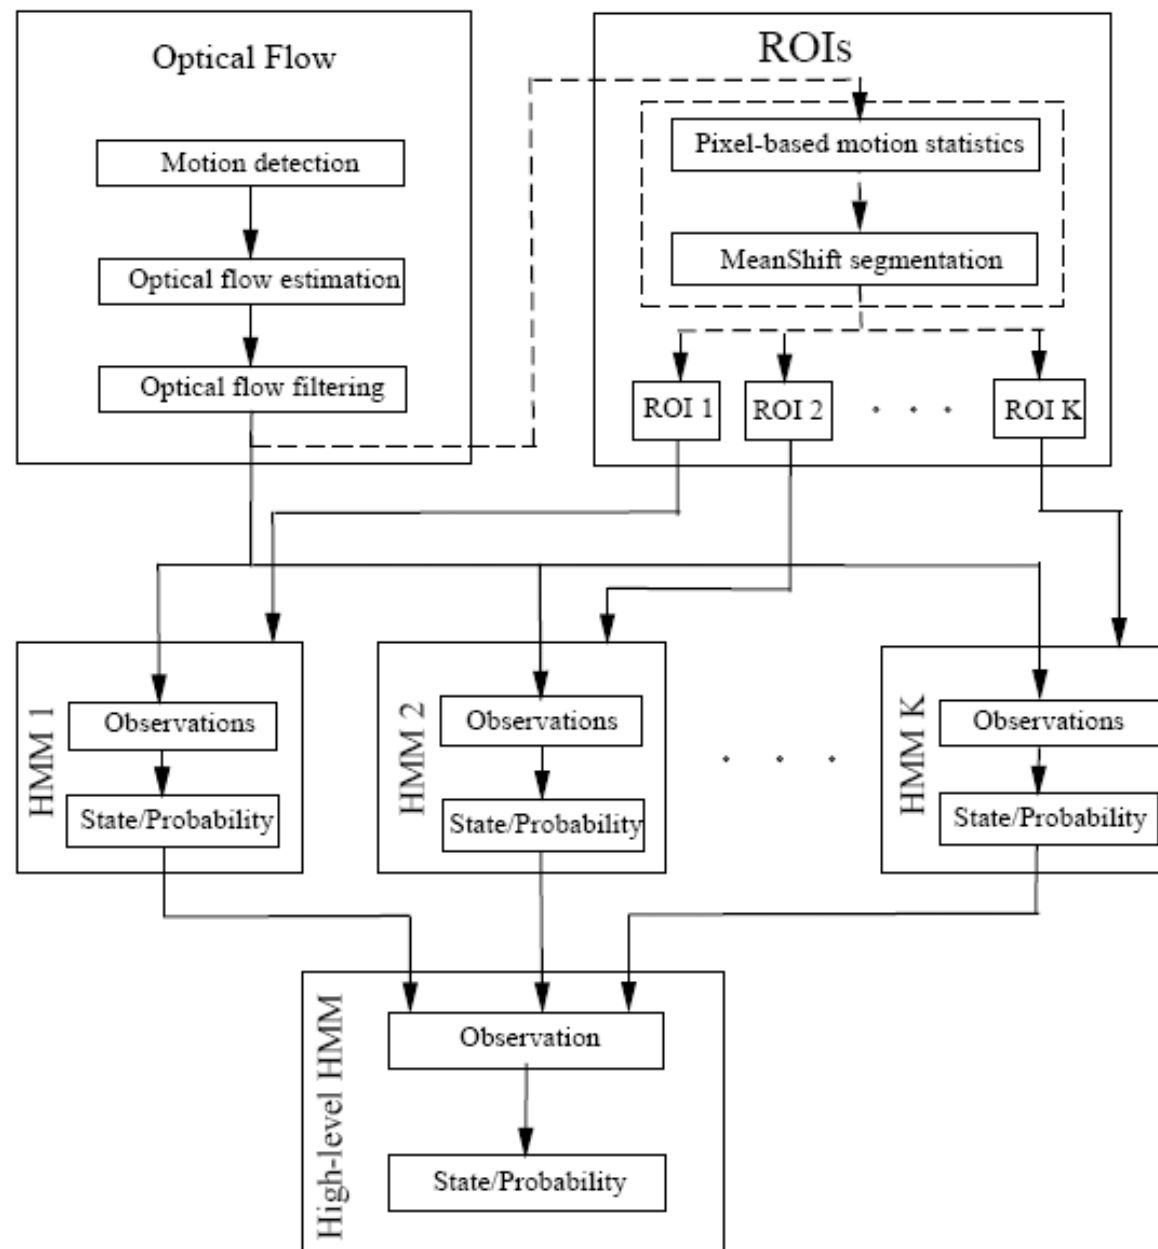 Optical Flow
Motion detection
Optical flow estimation
Optical flow filtering
ROIs
Pixel-based motion statistics
MeanShift segmentation
ROI 1
ROI 2
. . .
ROI K
HMM 1
Observations
State/Probability
HMM 2
Observations
State/Probability
. . .
HMM K
Observations
State/Probability
High-level HMM
Observation
State/Probability